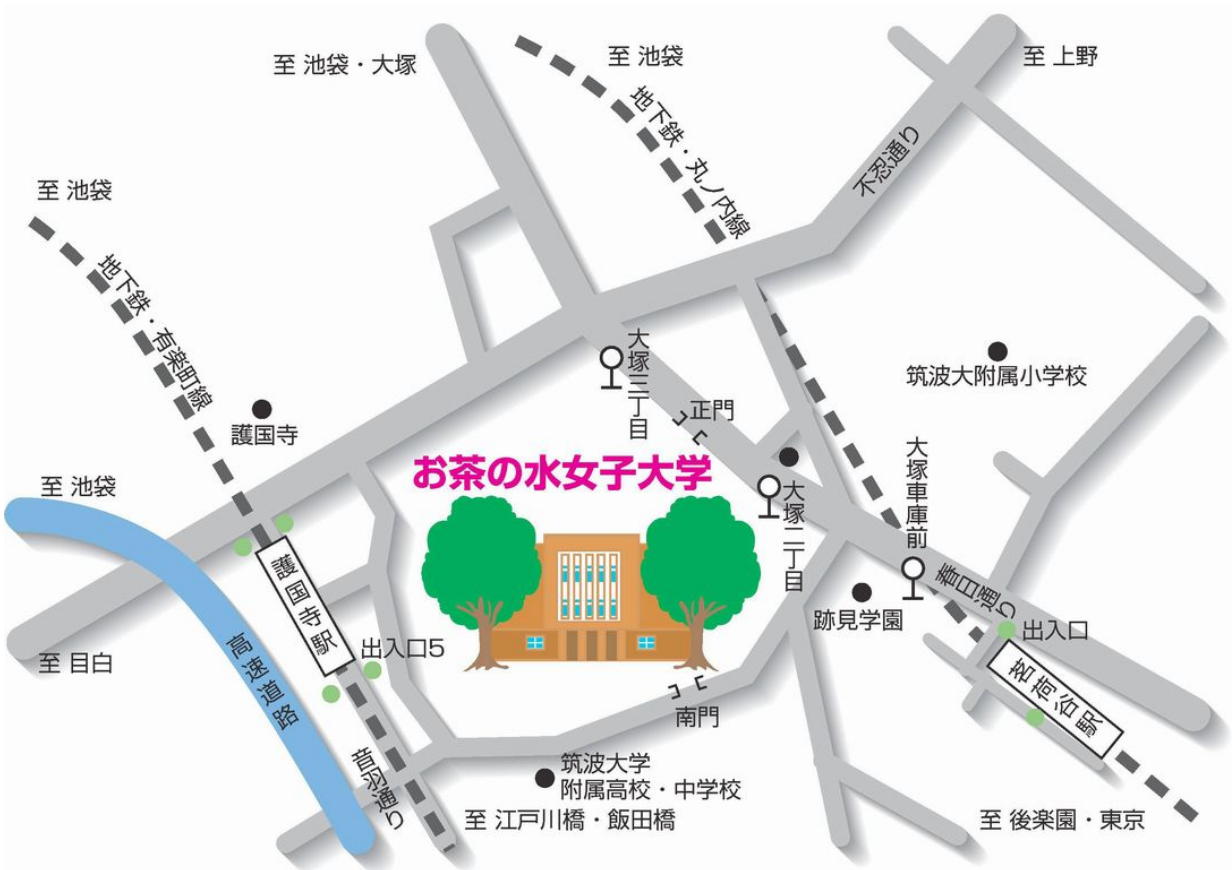 至 池袋・大塚
至 池袋
至 上野
地下鉄・丸ノ内線
不忍通り
至 池袋
地下鉄・有楽町線
大塚三丁目
筑波大附属小学校
正門
護国寺
お茶の水女子大学
大塚車庫前
至 池袋
大塚二丁目
護国寺駅
春日通り
跡見学園
出入口
至 目白
高速道路
出入口5
茗荷谷駅
南門
音羽通り
筑波大学
附属高校・中学校
至 江戸川橋・飯田橋
至 後楽園・東京